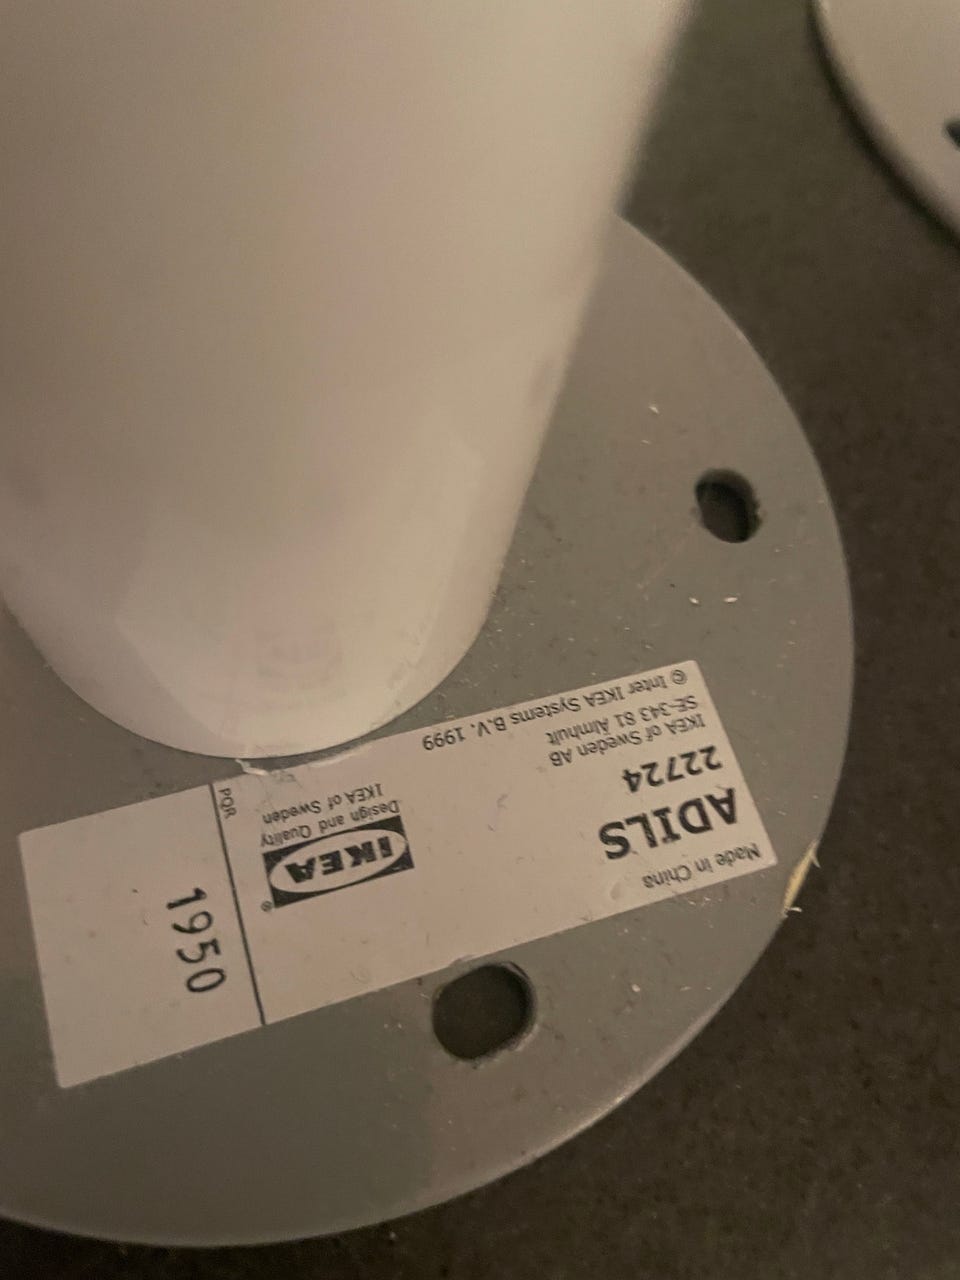 Made in China
ADILS
22724
IKEA of Sweden AB
SE-343 81 Älmhult
© Inter IKEA Systems B.V. 1999
IKEA®
Design and Quality
IKEA of Sweden
PQR
1950